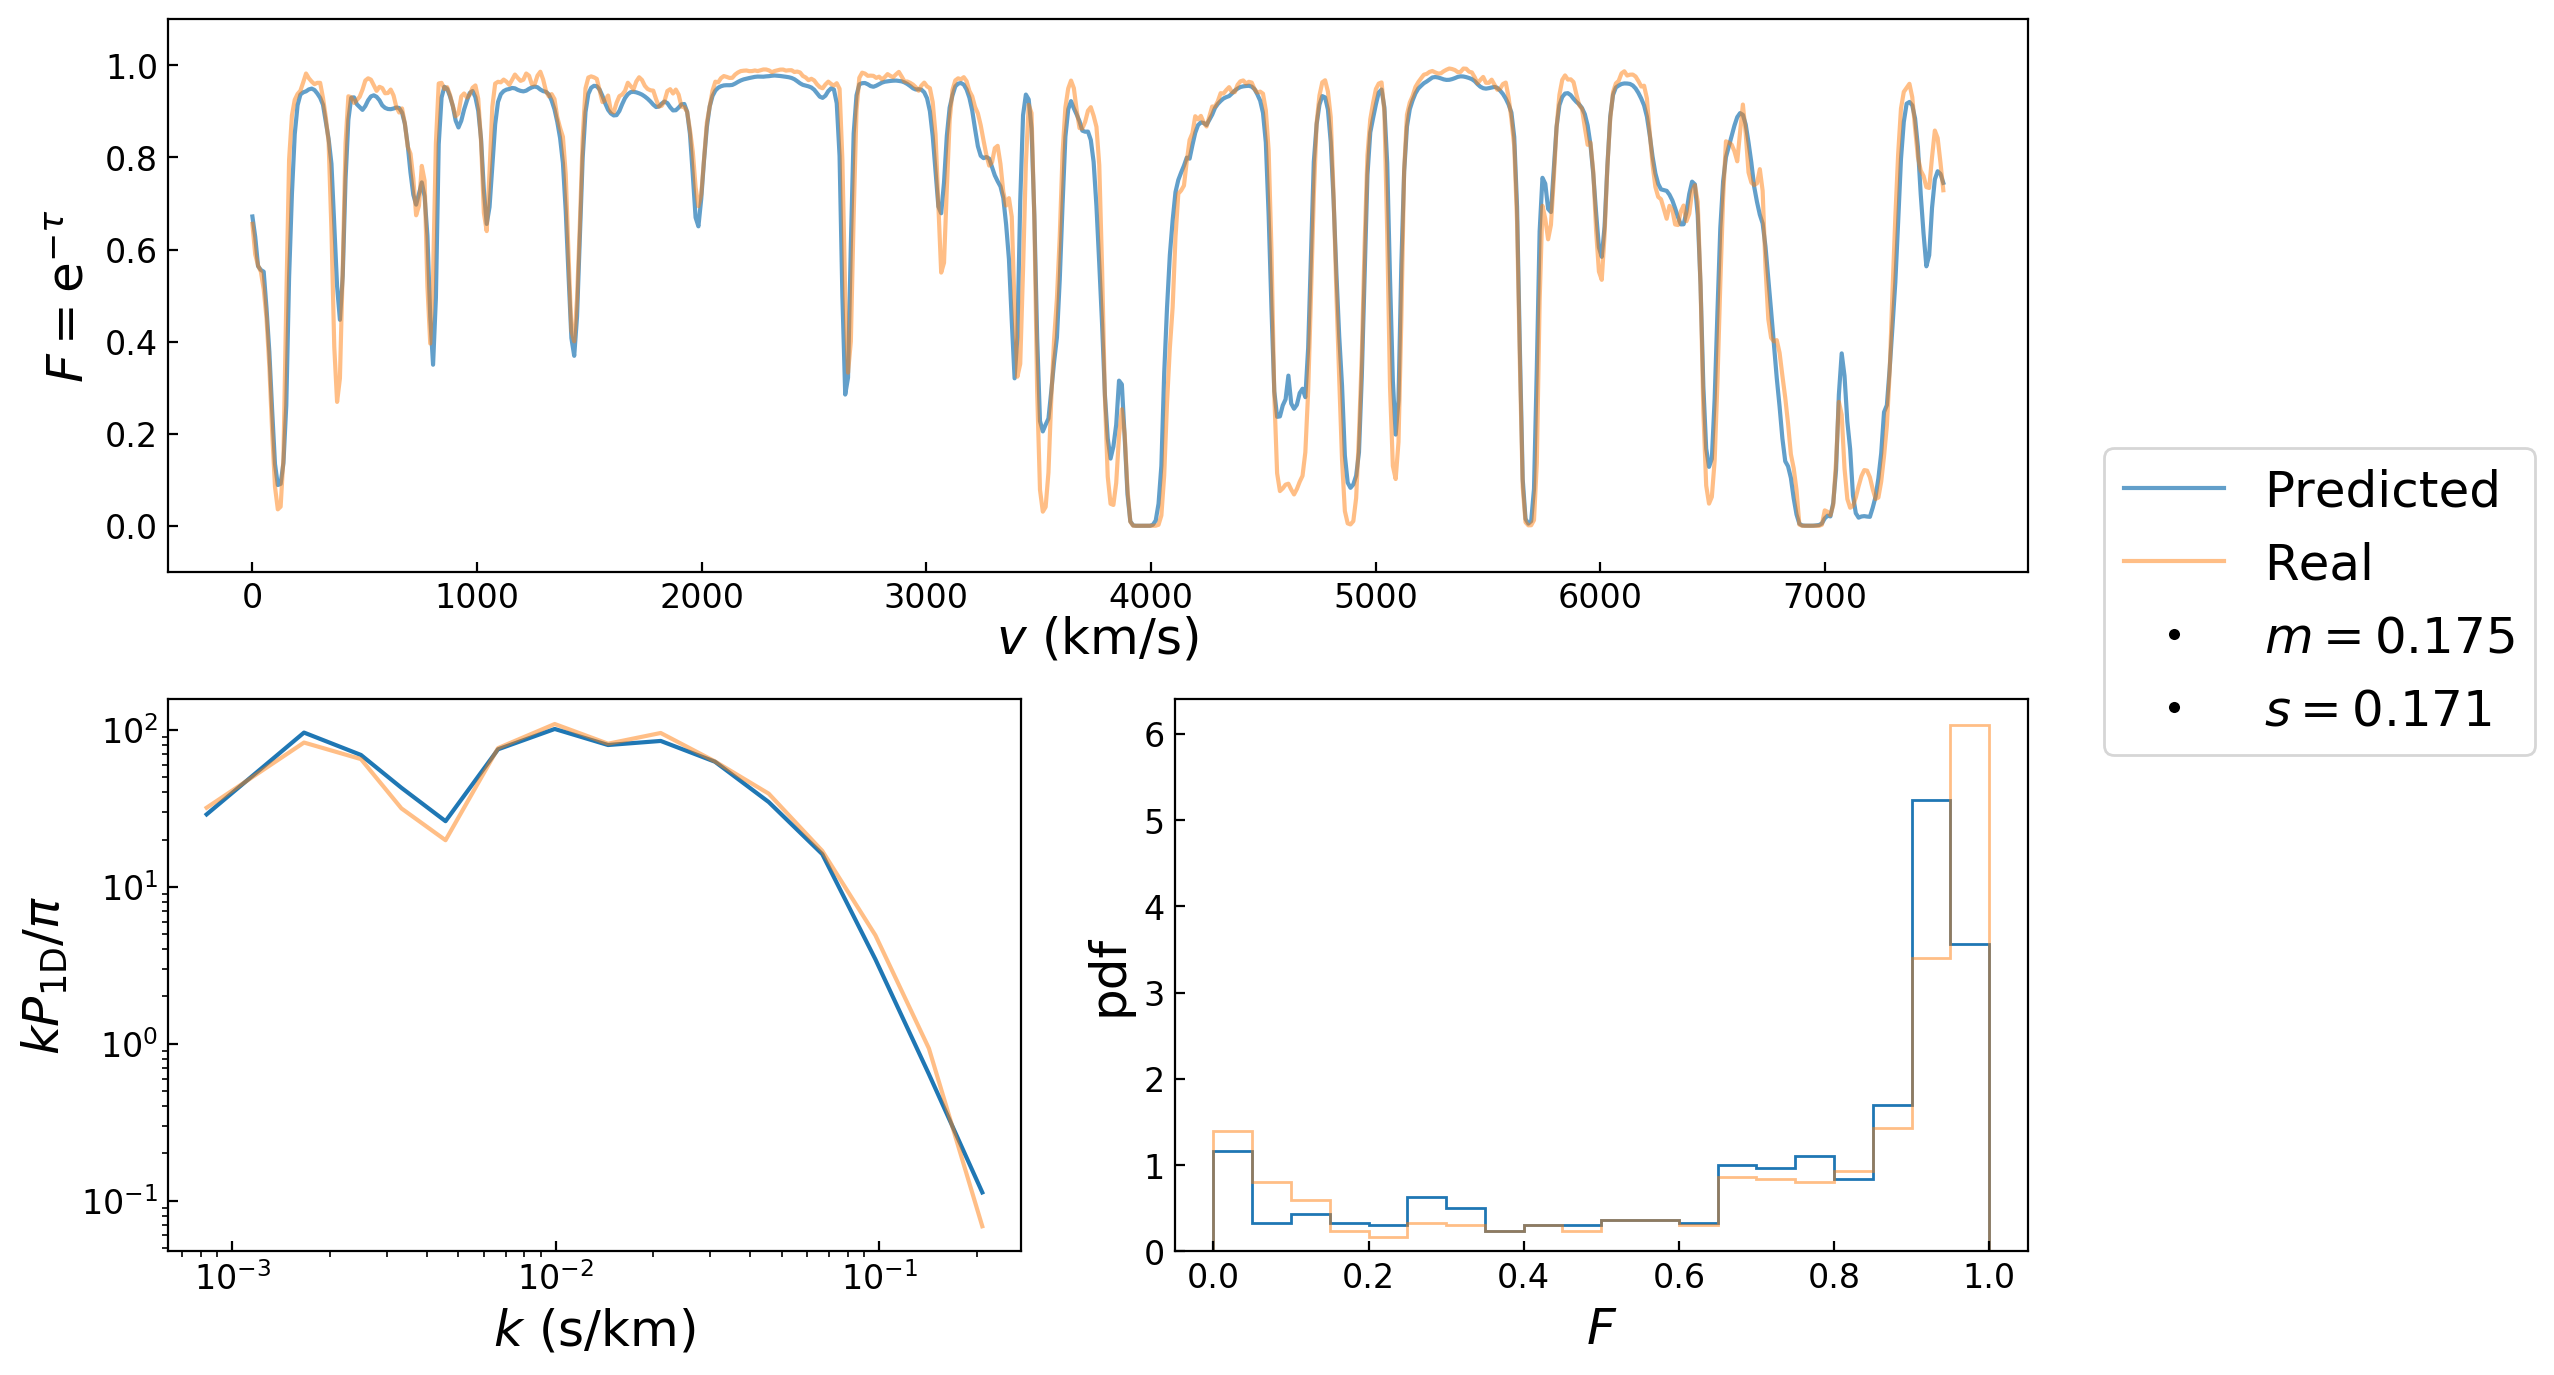 1.0
0.8
0.6
0.4
0.2
0.0
F = e^{-τ}
0 1000 2000 3000 4000 5000 6000 7000
v (km/s)
Predicted
Real
m = 0.175
s = 0.171
10^2
10^1
10^0
10^{-1}
kP_{1D}/π
10^{-3} 10^{-2} 10^{-1}
k (s/km)
6
5
4
3
2
1
0
pdf
0.0 0.2 0.4 0.6 0.8 1.0
F